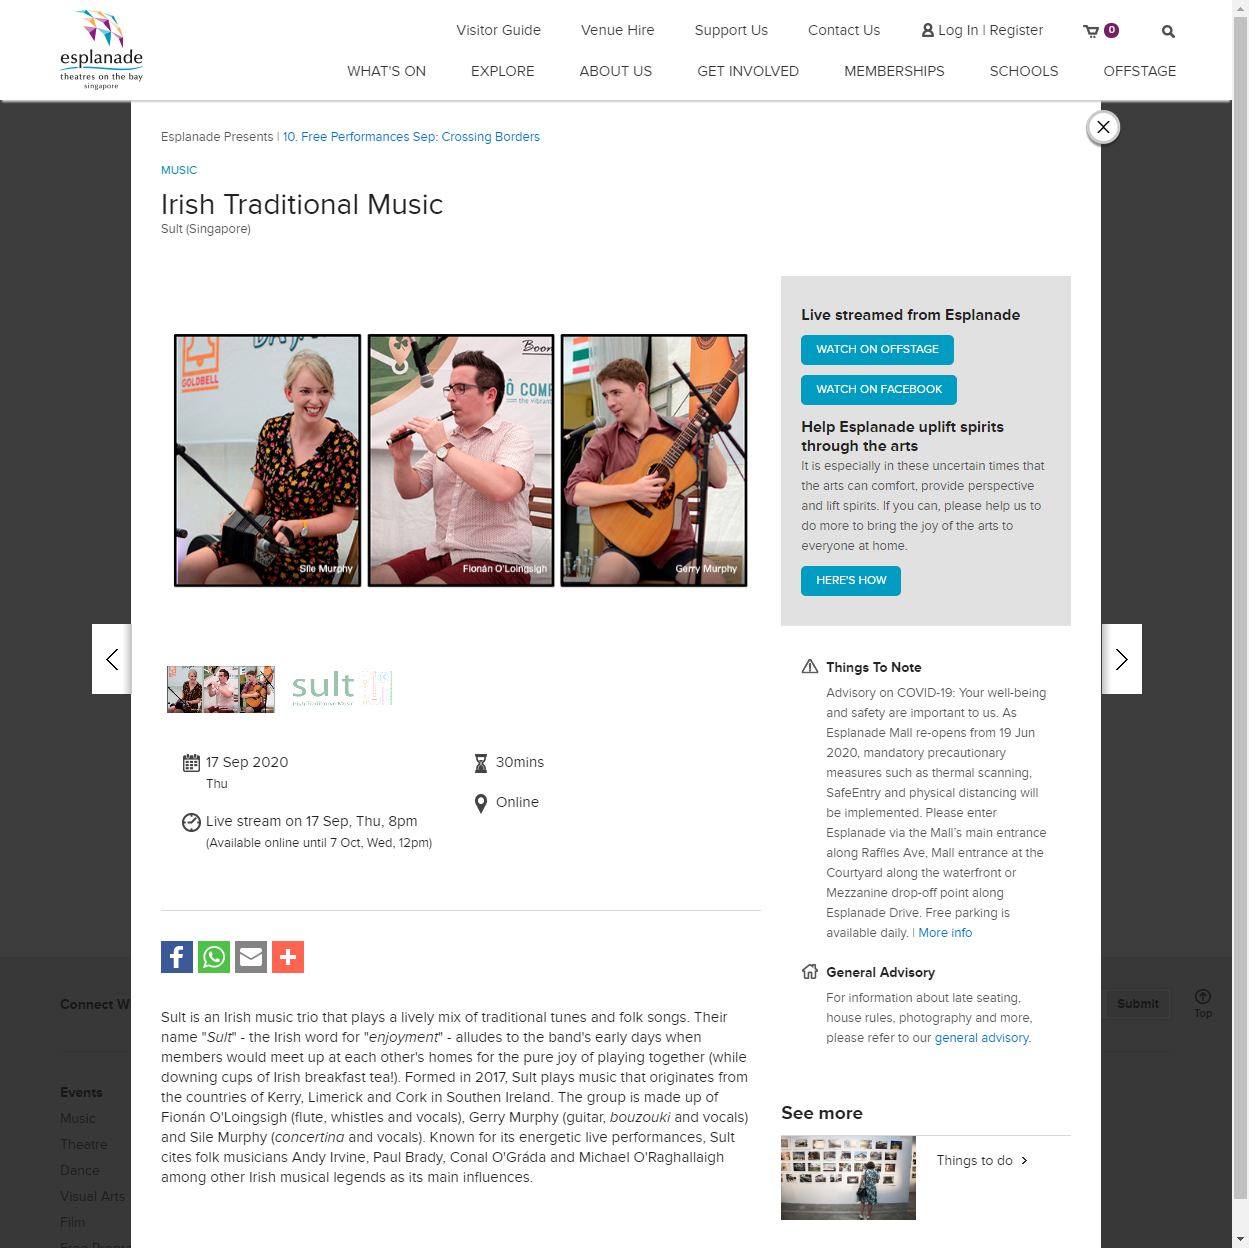 esplanade
theatres on the bay
singapore
Visitor Guide
Venue Hire
Support Us
Contact Us
Log In | Register
0
WHAT'S ON
EXPLORE
ABOUT US
GET INVOLVED
MEMBERSHIPS
SCHOOLS
OFFSTAGE
Esplanade Presents | 10. Free Performances Sep: Crossing Borders
MUSIC
Irish Traditional Music
Sult (Singapore)
GOLDBELL
Boon
Ô COMP
the vibran
Sile Murphy
Fionán O'Loingsigh
Gerry Murphy
sult
Irish Traditional Music
17 Sep 2020
Thu
Live stream on 17 Sep, Thu, 8pm
(Available online until 7 Oct, Wed, 12pm)
30mins
Online
Sult is an Irish music trio that plays a lively mix of traditional tunes and folk songs. Their
name "Sult" - the Irish word for "enjoyment" - alludes to the band's early days when
members would meet up at each other's homes for the pure joy of playing together (while
downing cups of Irish breakfast tea!). Formed in 2017, Sult plays music that originates from
the countries of Kerry, Limerick and Cork in Southen Ireland. The group is made up of
Fionán O'Loingsigh (flute, whistles and vocals), Gerry Murphy (guitar, bouzouki and vocals)
and Sile Murphy (concertina and vocals). Known for its energetic live performances, Sult
cites folk musicians Andy Irvine, Paul Brady, Conal O'Gráda and Michael O'Raghallaigh
among other Irish musical legends as its main influences.
Live streamed from Esplanade
WATCH ON OFFSTAGE
WATCH ON FACEBOOK
Help Esplanade uplift spirits
through the arts
It is especially in these uncertain times that
the arts can comfort, provide perspective
and lift spirits. If you can, please help us to
do more to bring the joy of the arts to
everyone at home.
HERE'S HOW
Things To Note
Advisory on COVID-19: Your well-being
and safety are important to us. As
Esplanade Mall re-opens from 19 Jun
2020, mandatory precautionary
measures such as thermal scanning,
SafeEntry and physical distancing will
be implemented. Please enter
Esplanade via the Mall's main entrance
along Raffles Ave, Mall entrance at the
Courtyard along the waterfront or
Mezzanine drop-off point along
Esplanade Drive. Free parking is
available daily. | More info
General Advisory
For information about late seating,
house rules, photography and more,
please refer to our general advisory.
See more
Things to do
Connect W
Submit
Top
Events
Music
Theatre
Dance
Visual Arts
Film
Free Progr